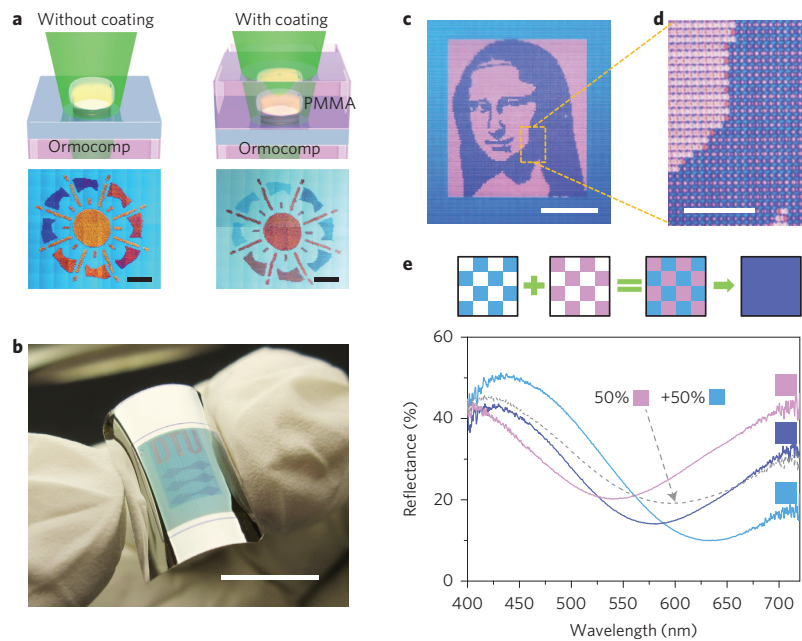 a
Without coating
With coating
PMMA
Ormocomp
Ormocomp
b
DTU
c
d
e
60
40
20
0
Reflectance (%)
50%
+50%
400
450
500
550
600
650
700
Wavelength (nm)